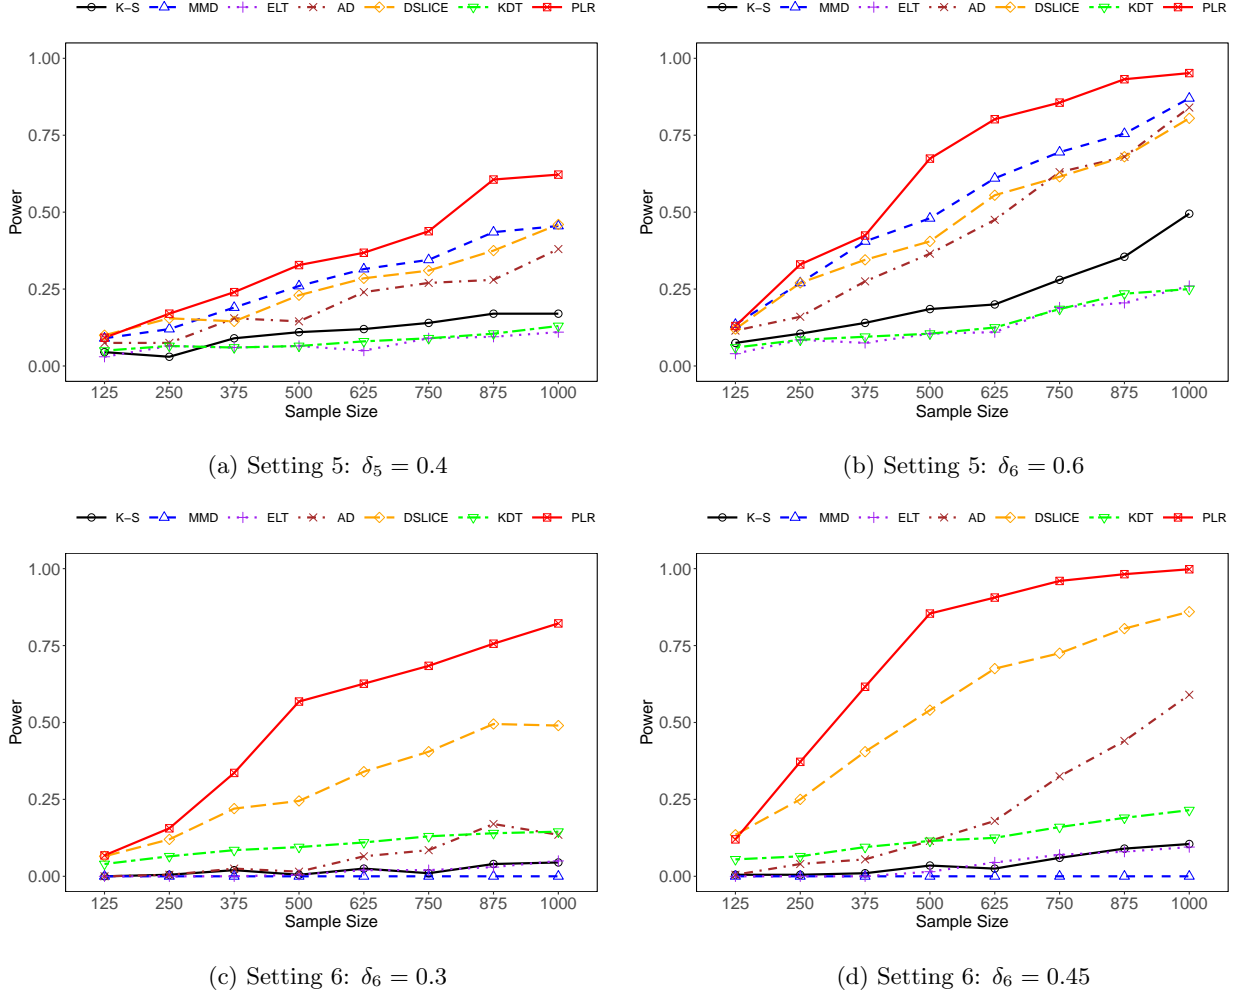 K−S MMD ELT AD DSLICE KDT PLR
1.00
0.75
0.50
0.25
0.00
Power
125 250 375 500 625 750 875 1000
Sample Size
(a) Setting 5: δ₅ = 0.4
K−S MMD ELT AD DSLICE KDT PLR
1.00
0.75
0.50
0.25
0.00
Power
125 250 375 500 625 750 875 1000
Sample Size
(b) Setting 5: δ₆ = 0.6
K−S MMD ELT AD DSLICE KDT PLR
1.00
0.75
0.50
0.25
0.00
Power
125 250 375 500 625 750 875 1000
Sample Size
(c) Setting 6: δ₆ = 0.3
K−S MMD ELT AD DSLICE KDT PLR
1.00
0.75
0.50
0.25
0.00
Power
125 250 375 500 625 750 875 1000
Sample Size
(d) Setting 6: δ₆ = 0.45